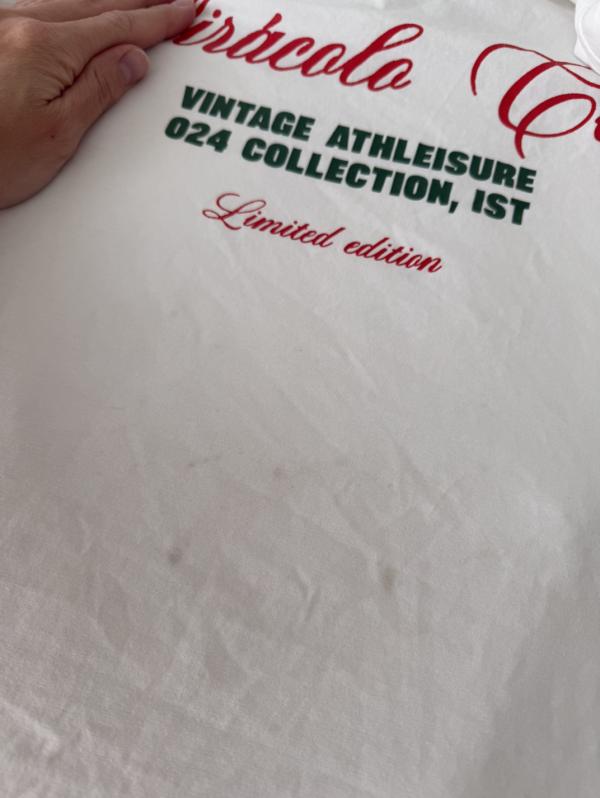 VINTAGE ATHLEISURE
024 COLLECTION, IST
Limited edition